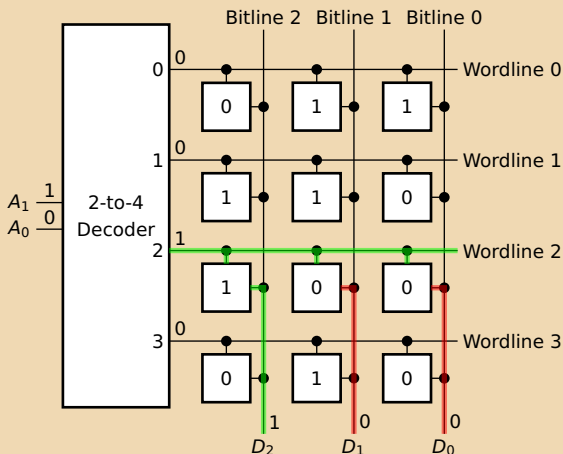 Bitline 2 Bitline 1 Bitline 0
0 0 Wordline 0
0 1 1
1 0 Wordline 1
A1 1 2-to-4 1 1 0
A0 0 Decoder
2 1 Wordline 2
1 0 0
3 0 Wordline 3
0 1 0
1 0 0
D2 D1 D0